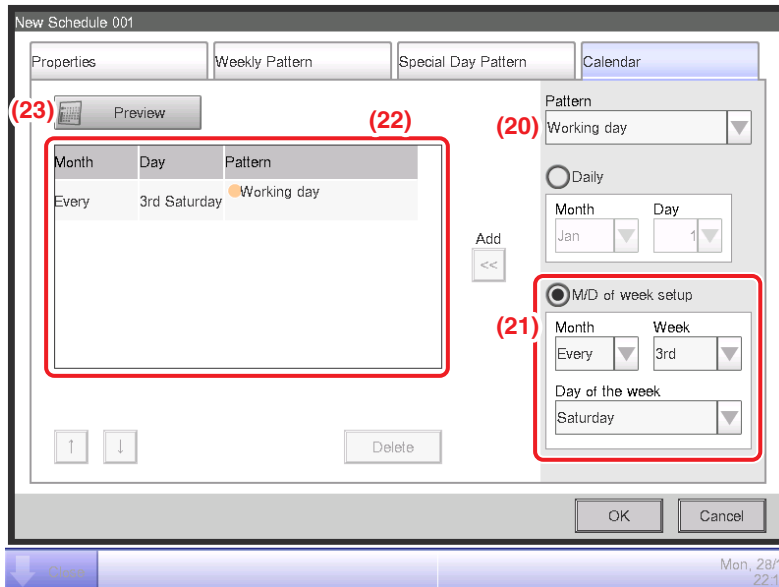 New Schedule 001
Properties
Weekly Pattern
Special Day Pattern
Calendar
(23)
Preview
(22)
Month
Day
Pattern
Every
3rd Saturday
Working day
Add
<<
↑
↓
Delete
Pattern
(20)
Working day
Daily
Month
Day
Jan
1
M/D of week setup
(21)
Month
Week
Every
3rd
Day of the week
Saturday
OK
Cancel
Close
Mon, 28/